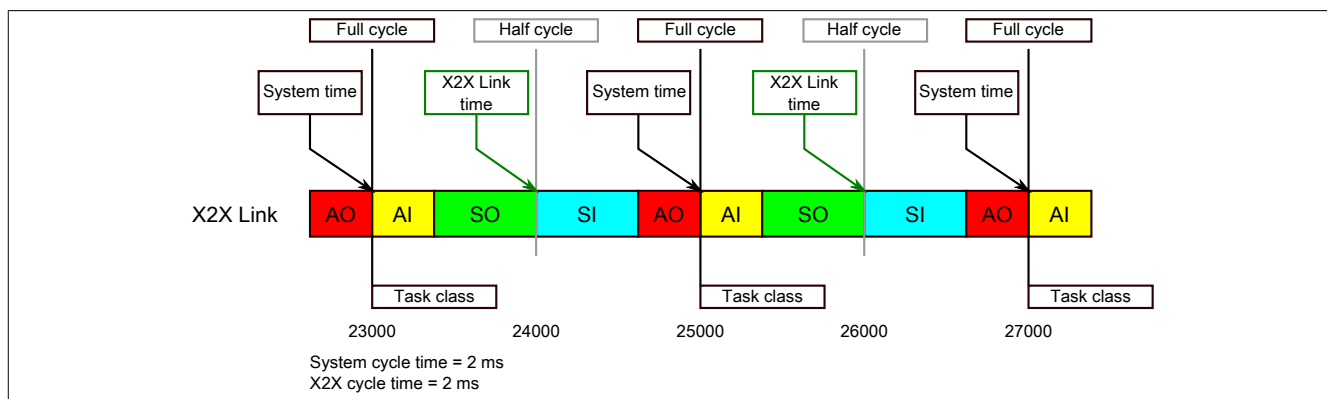 Full cycle Half cycle Full cycle Half cycle Full cycle
System time X2X Link time System time X2X Link time System time
X2X Link AO AI SO SI AO AI SO SI AO AI
Task class Task class Task class
23000 24000 25000 26000 27000
System cycle time = 2 ms
X2X cycle time = 2 ms